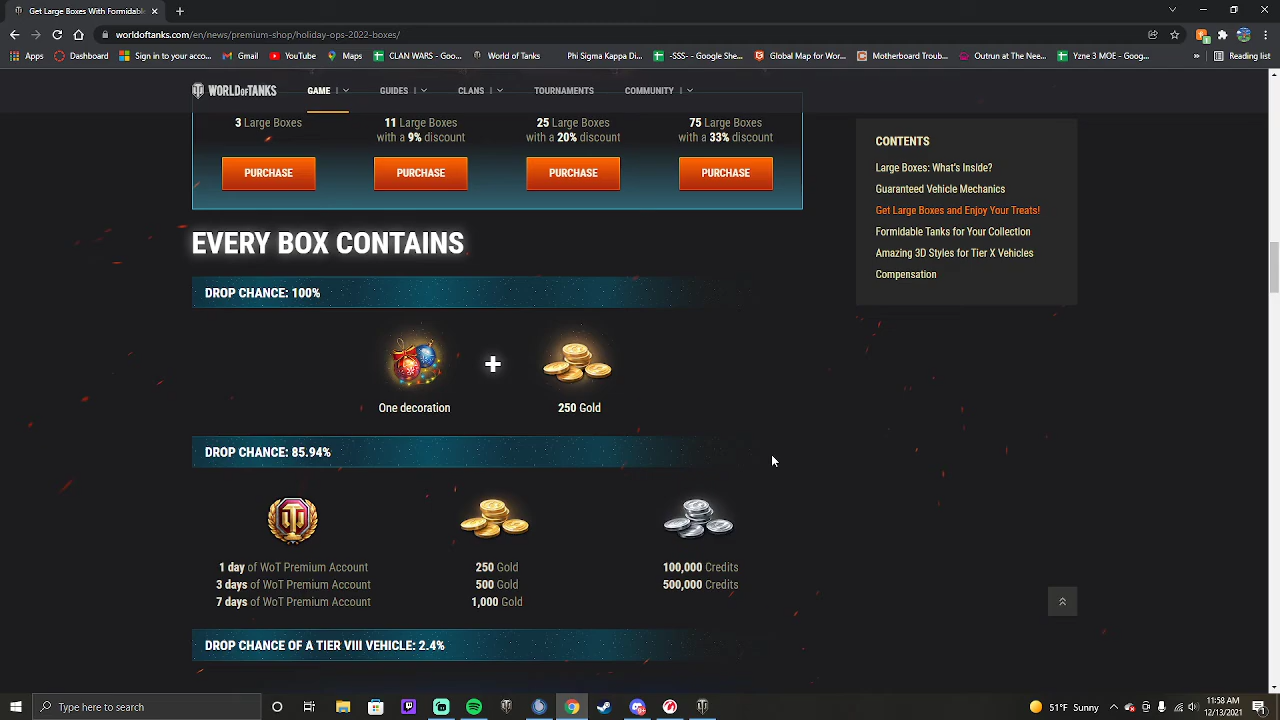 Get Large Boxes With Formidable
worldoftanks.com/en/news/premium-shop/holiday-ops-2022-boxes/
Apps
Dashboard
Sign in to your acco...
Gmail
YouTube
Maps
CLAN WARS - Goo...
World of Tanks
Phi Sigma Kappa Di...
-SSS- - Google She...
Global Map for Wor...
Motherboard Troub...
Outrun at The Nee...
Yzne 3 MOE - Goog...
»
Reading list
WORLD OF TANKS
GAME
GUIDES
CLANS
TOURNAMENTS
COMMUNITY
3 Large Boxes
11 Large Boxes
with a 9% discount
25 Large Boxes
with a 20% discount
75 Large Boxes
with a 33% discount
PURCHASE
PURCHASE
PURCHASE
PURCHASE
CONTENTS
Large Boxes: What's Inside?
Guaranteed Vehicle Mechanics
Get Large Boxes and Enjoy Your Treats!
Formidable Tanks for Your Collection
Amazing 3D Styles for Tier X Vehicles
Compensation
EVERY BOX CONTAINS
DROP CHANCE: 100%
+
One decoration
250 Gold
DROP CHANCE: 85.94%
1 day of WoT Premium Account
3 days of WoT Premium Account
7 days of WoT Premium Account
250 Gold
500 Gold
1,000 Gold
100,000 Credits
500,000 Credits
DROP CHANCE OF A TIER VIII VEHICLE: 2.4%
Type here to search
51°F Sunny
11:58 AM
12/13/2021